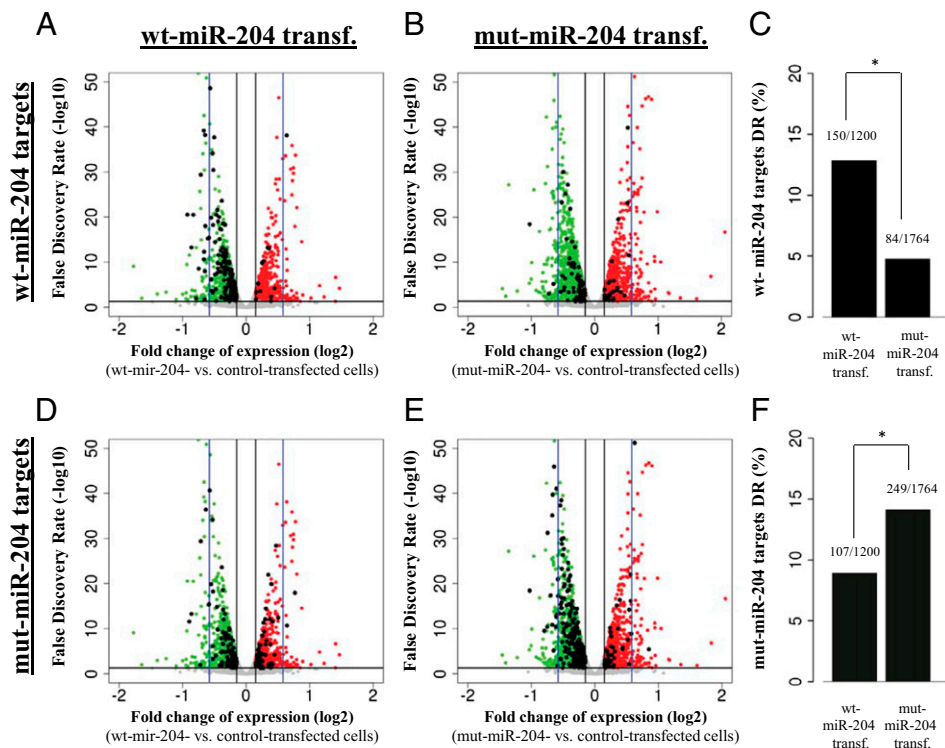 A
wt-miR-204 transf.
B
mut-miR-204 transf.
C
wt-miR-204 targets
False Discovery Rate (-log10)
50
40
30
20
10
0
-2
-1
0
1
2
Fold change of expression (log2)
(wt-mir-204- vs. control-transfected cells)
False Discovery Rate (-log10)
50
40
30
20
10
0
-2
-1
0
1
2
Fold change of expression (log2)
(mut-miR-204- vs. control-transfected cells)
wt- miR-204 targets DR (%)
20
15
10
5
0
*
150/1200
84/1764
wt-
miR-204
transf.
mut-
miR-204
transf.
D
E
F
mut-miR-204 targets
False Discovery Rate (-log10)
50
40
30
20
10
0
-2
-1
0
1
2
Fold change of expression (log2)
(wt-mir-204- vs. control-transfected cells)
False Discovery Rate (-log10)
50
40
30
20
10
0
-2
-1
0
1
2
Fold change of expression (log2)
(mut-miR-204- vs. control-transfected cells)
mut-miR-204 targets DR (%)
20
15
10
5
0
*
107/1200
249/1764
wt-
miR-204
transf.
mut-
miR-204
transf.